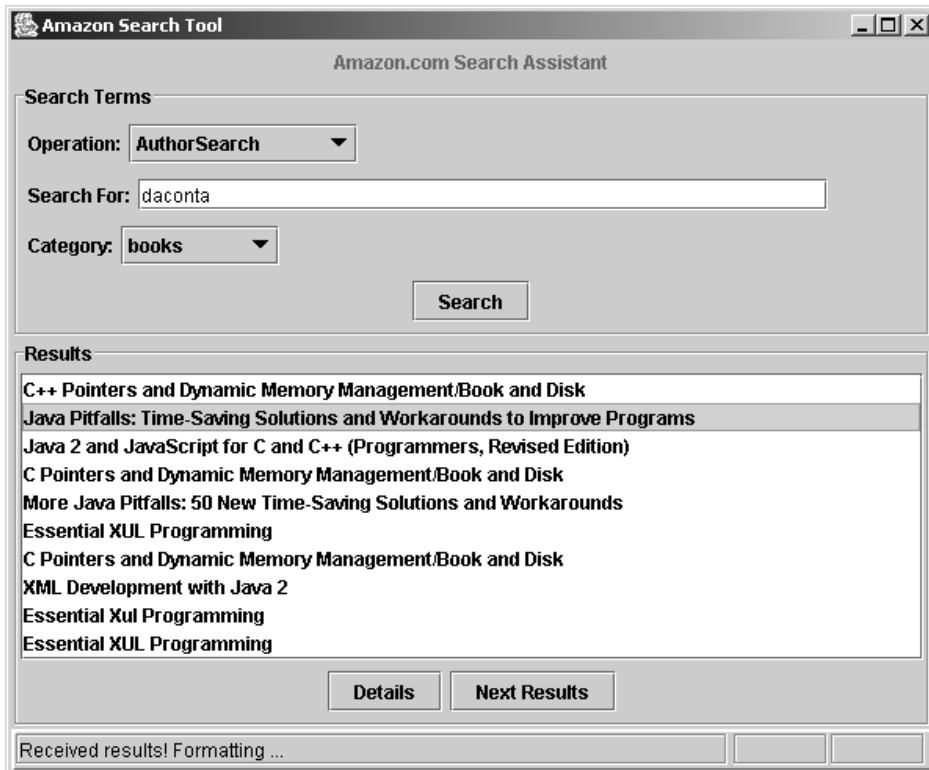 Amazon Search Tool
Amazon.com Search Assistant
Search Terms
Operation: AuthorSearch
Search For: daconta
Category: books
Search
Results
C++ Pointers and Dynamic Memory Management/Book and Disk
Java Pitfalls: Time-Saving Solutions and Workarounds to Improve Programs
Java 2 and JavaScript for C and C++ (Programmers, Revised Edition)
C Pointers and Dynamic Memory Management/Book and Disk
More Java Pitfalls: 50 New Time-Saving Solutions and Workarounds
Essential XUL Programming
C Pointers and Dynamic Memory Management/Book and Disk
XML Development with Java 2
Essential Xul Programming
Essential XUL Programming
Details Next Results
Received results! Formatting ...